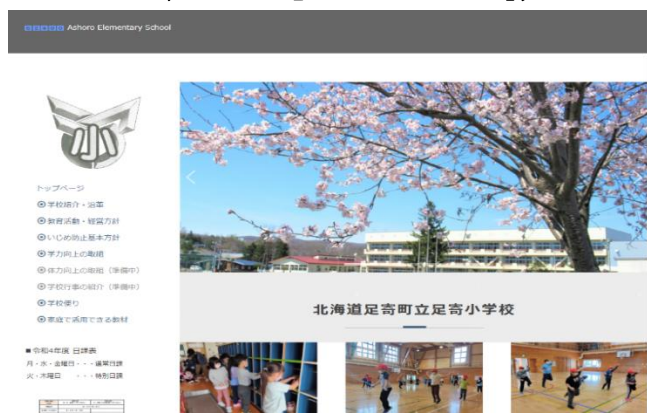 Ashoro Elementary School
小
トップページ
学校紹介・沿革
教育活動・経営方針
いじめ防止基本方針
学力向上の取組
体力向上の取組（準備中）
学校行事の紹介（準備中）
学校便り
家庭で活用できる教材
■令和4年度 日課表
月・水・金曜日・・・通常日課
火・木曜日　・・・特別日課
北海道足寄町立足寄小学校